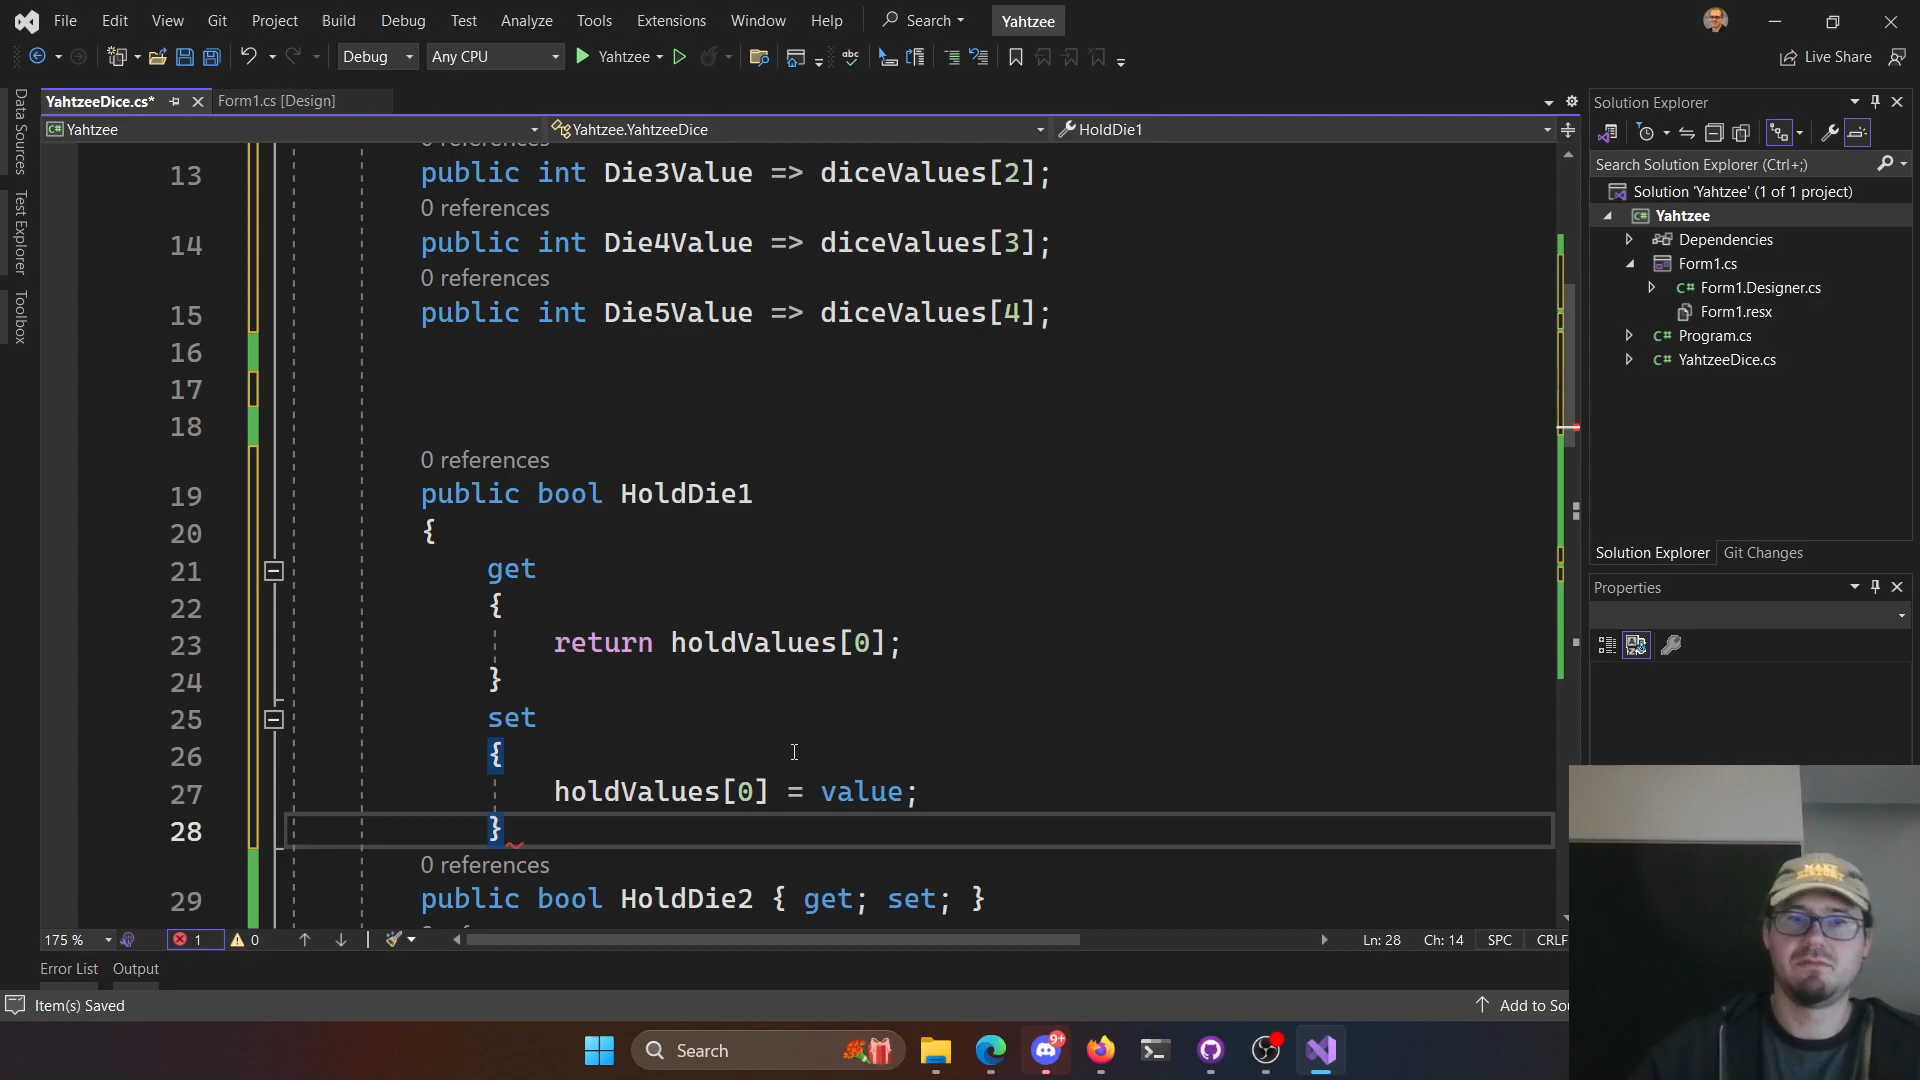 File Edit View Git Project Build Debug Test Analyze Tools Extensions Window Help Search Yahtzee
Debug Any CPU Yahtzee Live Share
YahtzeeDice.cs* Form1.cs [Design]
Yahtzee Yahtzee.YahtzeeDice HoldDie1
Data Sources
Test Explorer
Toolbox
13 public int Die3Value => diceValues[2];
0 references
14 public int Die4Value => diceValues[3];
0 references
15 public int Die5Value => diceValues[4];
16
17
18
0 references
19 public bool HoldDie1
20 {
21 get
22 {
23 return holdValues[0];
24 }
25 set
26 {
27 holdValues[0] = value;
28 }
0 references
29 public bool HoldDie2 { get; set; }
175 % 1 0 Ln: 28 Ch: 14 SPC CRLF
Error List Output
Item(s) Saved Add to So
Solution Explorer
Search Solution Explorer (Ctrl+;)
Solution 'Yahtzee' (1 of 1 project)
Yahtzee
Dependencies
Form1.cs
Form1.Designer.cs
Form1.resx
Program.cs
YahtzeeDice.cs
Solution Explorer Git Changes
Properties
Search 9+